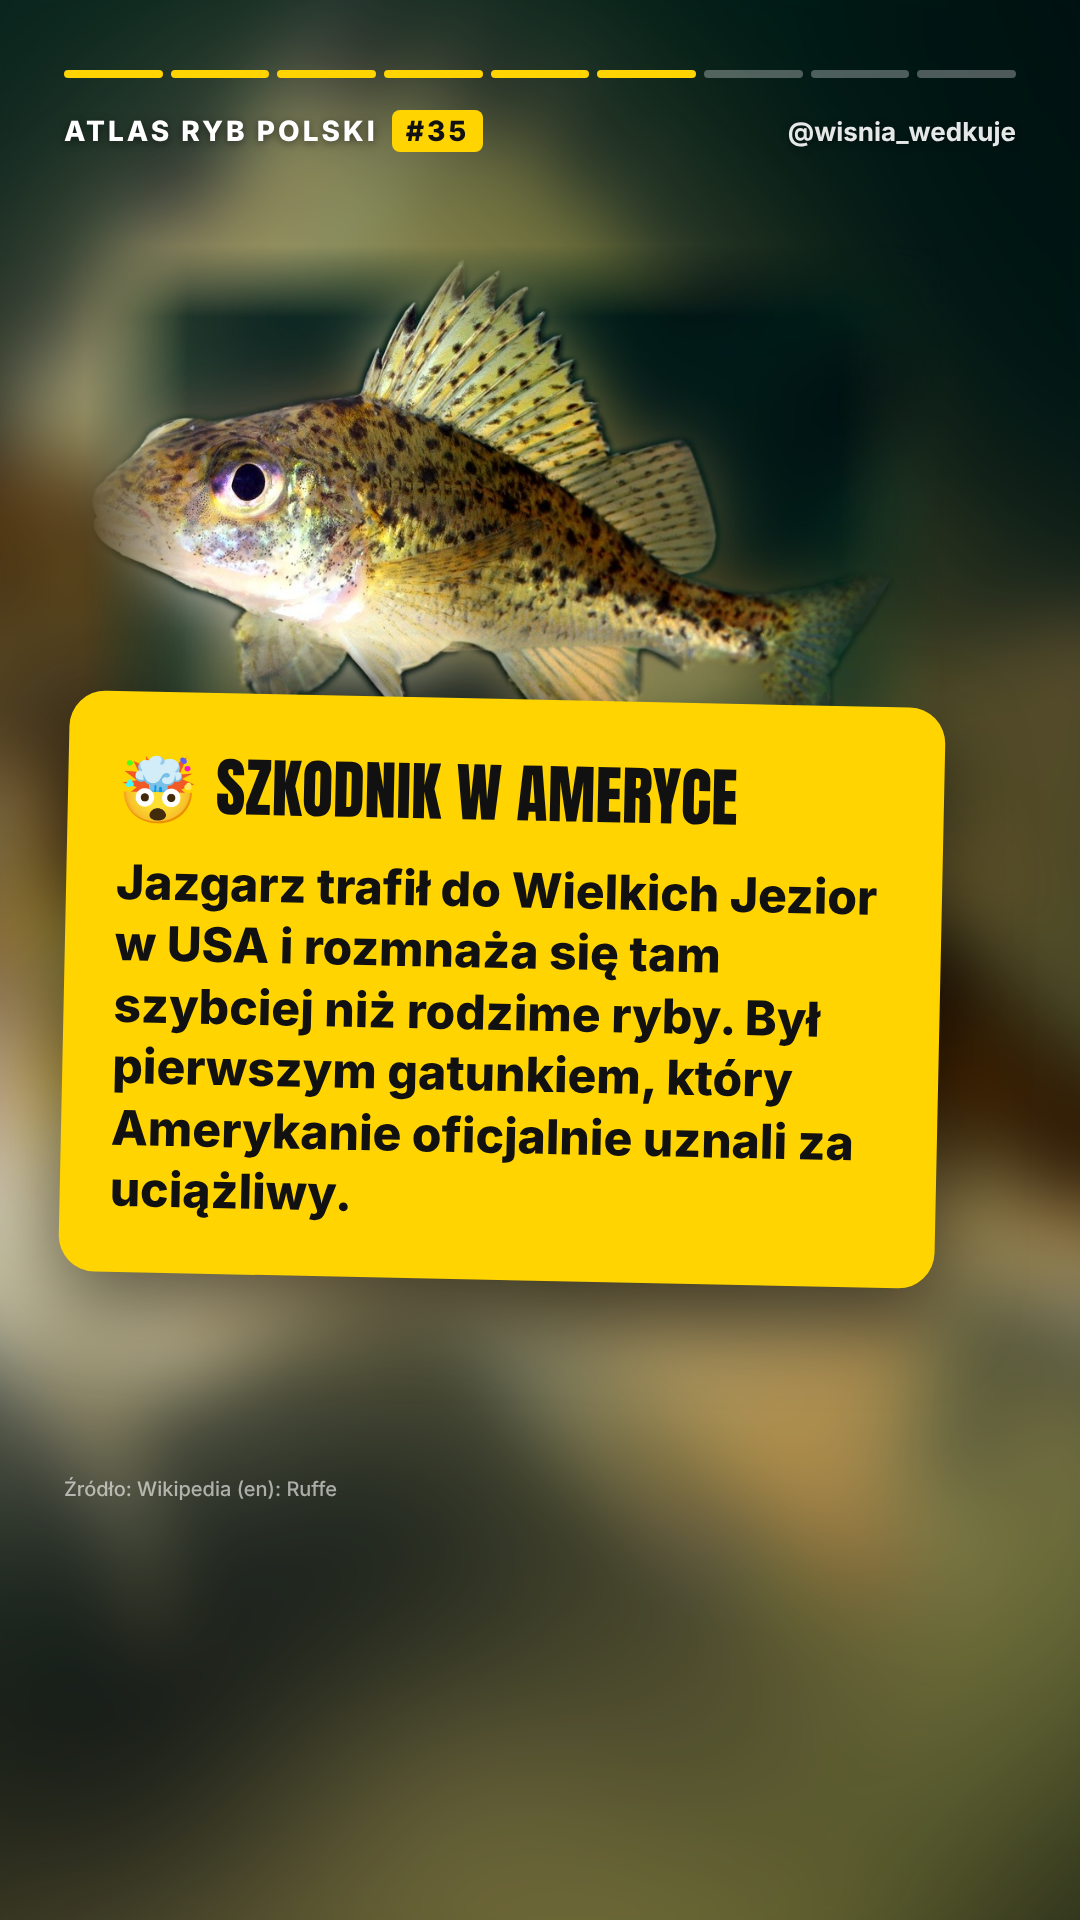 ATLAS RYB POLSKI #35
@wisnia_wedkuje
🤯 SZKODNIK W AMERYCE
Jazgarz trafił do Wielkich Jezior
w USA i rozmnaża się tam
szybciej niż rodzime ryby. Był
pierwszym gatunkiem, który
Amerykanie oficjalnie uznali za
uciążliwy.
Źródło: Wikipedia (en): Ruffe